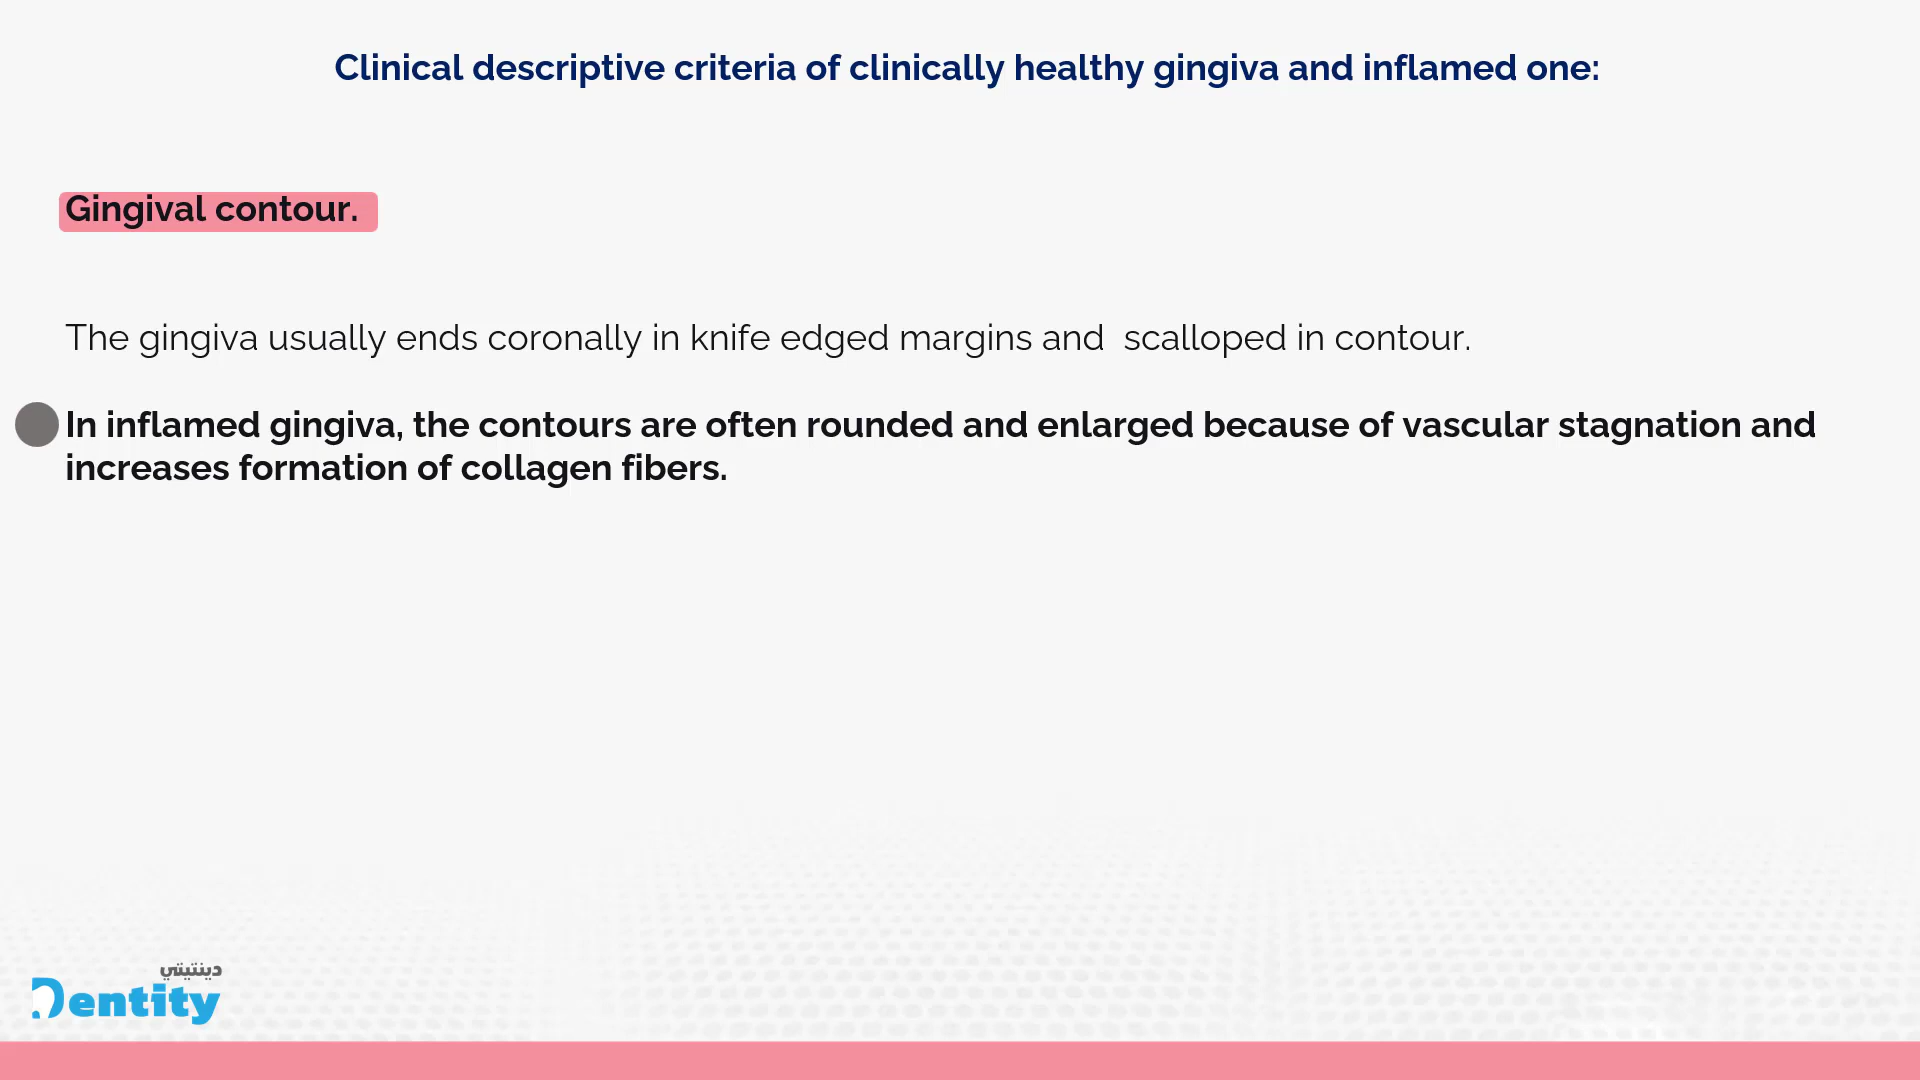 Clinical descriptive criteria of clinically healthy gingiva and inflamed one:
Gingival contour.
The gingiva usually ends coronally in knife edged margins and  scalloped in contour.
In inflamed gingiva, the contours are often rounded and enlarged because of vascular stagnation and
increases formation of collagen fibers.
دينتيتي
Dentity